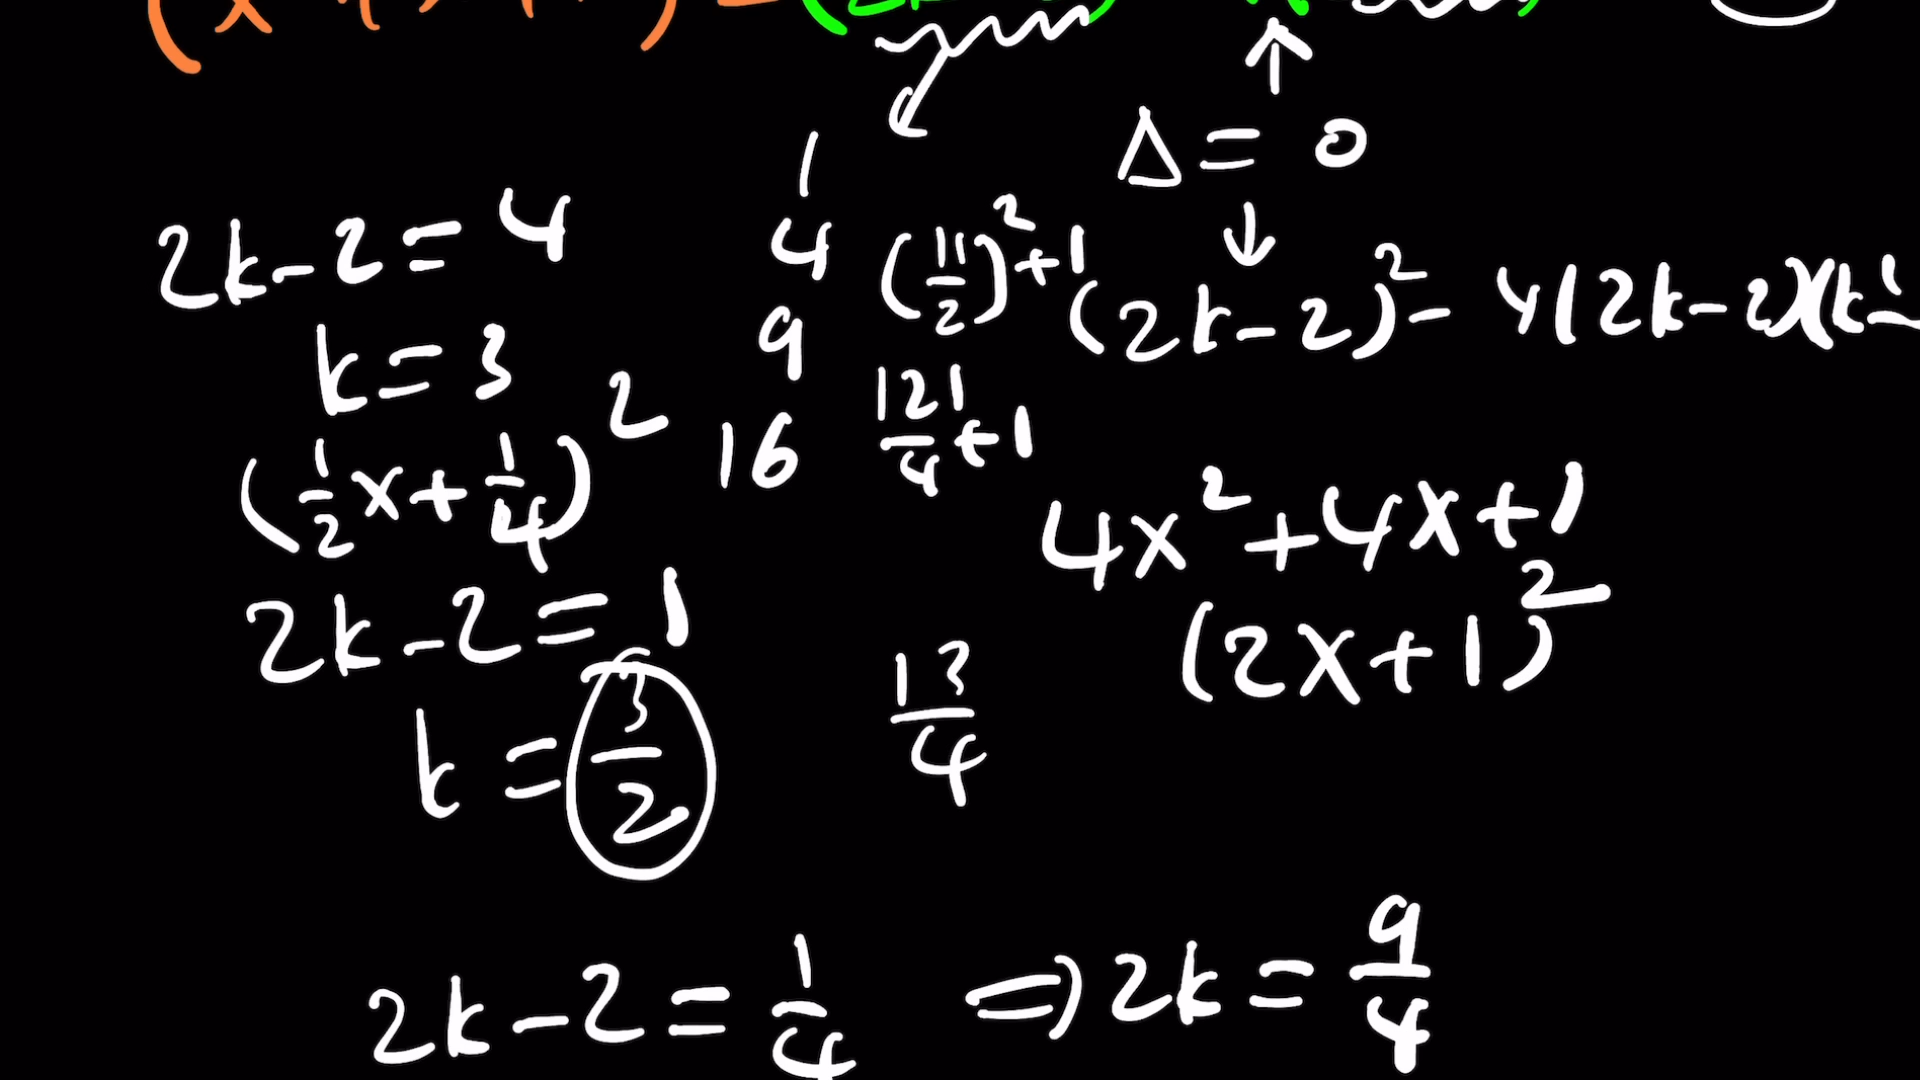 Δ = 0
2k-2 = 4
k = 3
(1/2 x + 1/4)²
2k-2 = 1
k = 3/2
1
4
9
16
(11/2)² + 1
121/4 + 1
13/4
(2k-2)² - 4(2k-2)(k²-
4x² + 4x + 1
(2x+1)²
2k-2 = 1/4 ⇒ 2k = 9/4